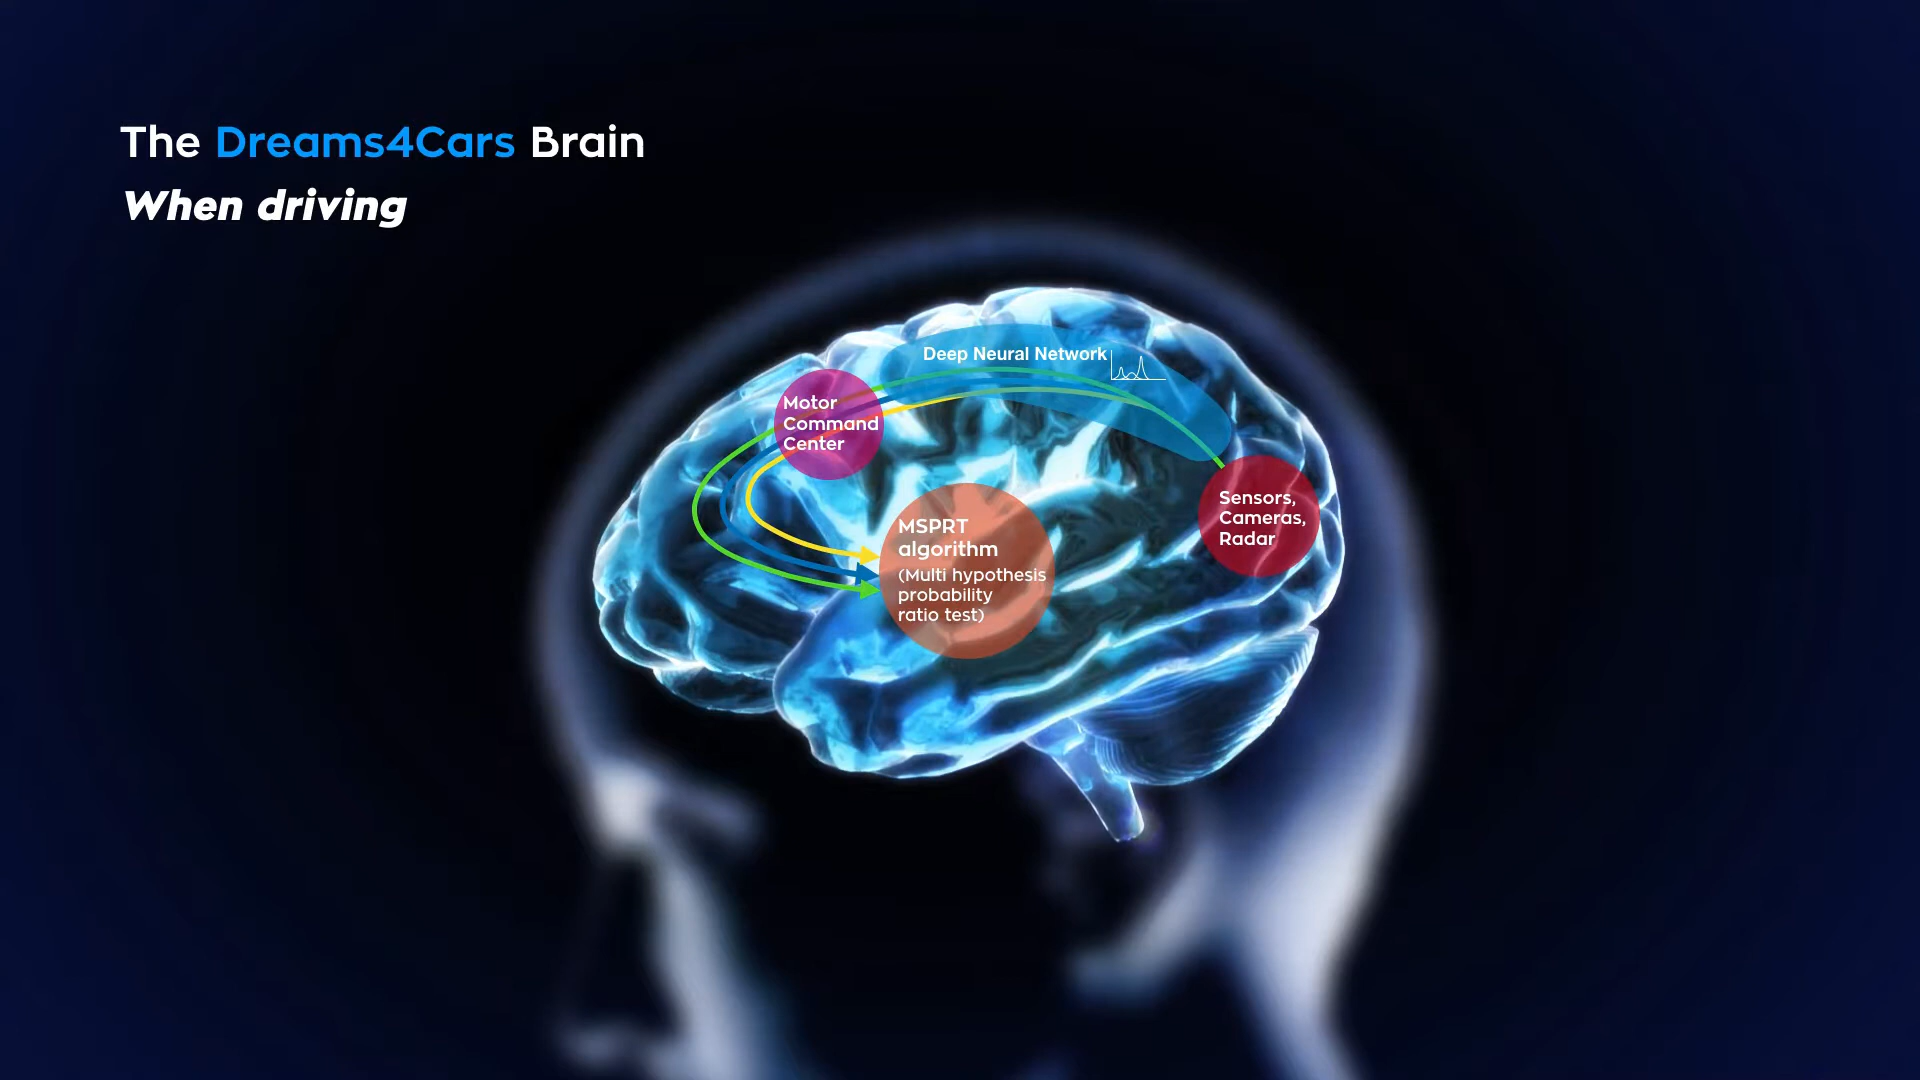 The Dreams4Cars Brain
When driving
Deep Neural Network
Motor
Command
Center
Sensors,
Cameras,
Radar
MSPRT
algorithm
(Multi hypothesis
probability
ratio test)